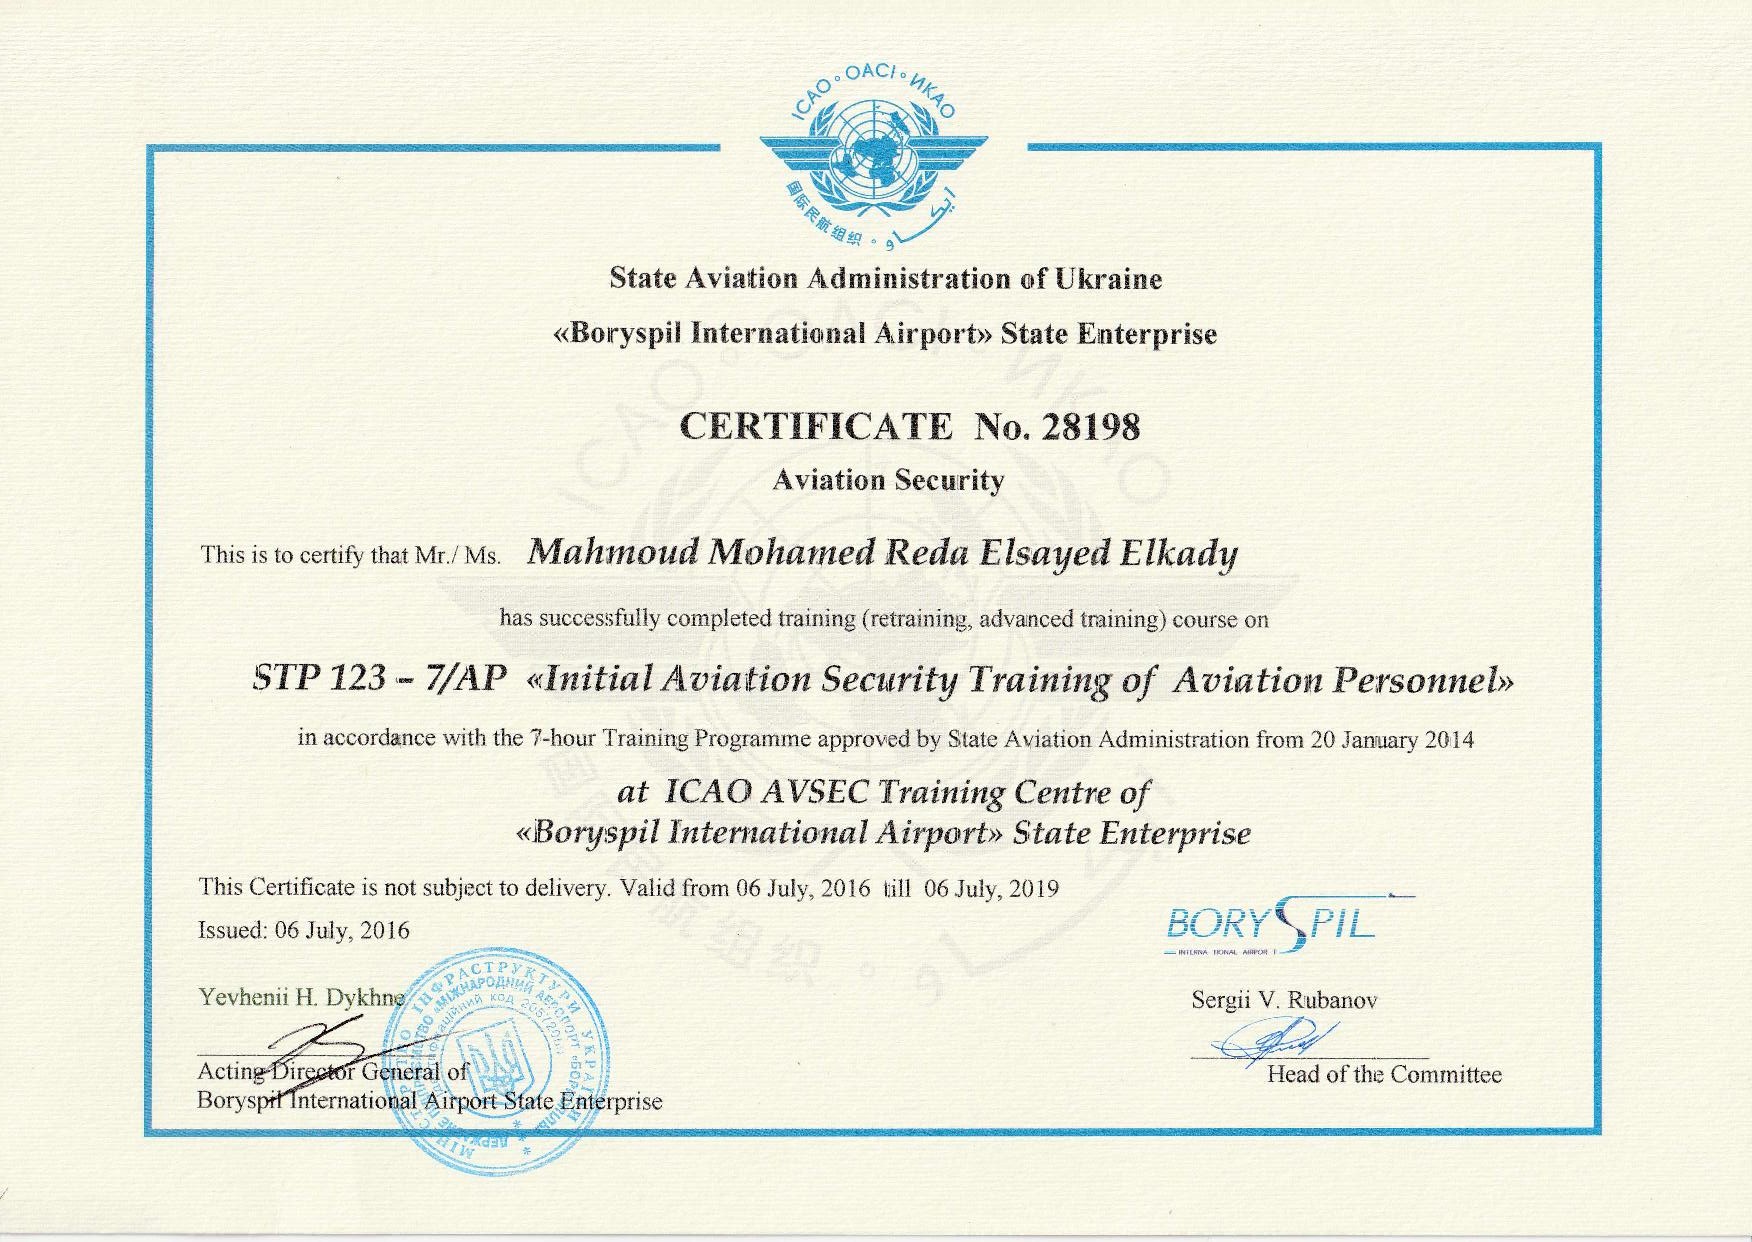 ICAO ° OACI ° ИКАО
国际民航组织 ° ايكاو
State Aviation Administration of Ukraine
«Boryspil International Airport» State Enterprise
CERTIFICATE No. 28198
Aviation Security
This is to certify that Mr./ Ms. Mahmoud Mohamed Reda Elsayed Elkady
has successfully completed training (retraining, advanced training) course on
STP 123 – 7/AP «Initial Aviation Security Training of Aviation Personnel»
in accordance with the 7-hour Training Programme approved by State Aviation Administration from 20 January 2014
at ICAO AVSEC Training Centre of
«Boryspil International Airport» State Enterprise
This Certificate is not subject to delivery. Valid from 06 July, 2016 till 06 July, 2019
Issued: 06 July, 2016
BORYSPIL
INTERNATIONAL AIRPORT
Yevhenii H. Dykhne
Sergii V. Rubanov
Acting Director General of
Boryspil International Airport State Enterprise
Head of the Committee
МІНІСТЕРСТВО ІНФРАСТРУКТУРИ УКРАЇНИ
ДЕРЖАВНЕ ПІДПРИЄМСТВО «МІЖНАРОДНИЙ АЕРОПОРТ «БОРИСПІЛЬ»